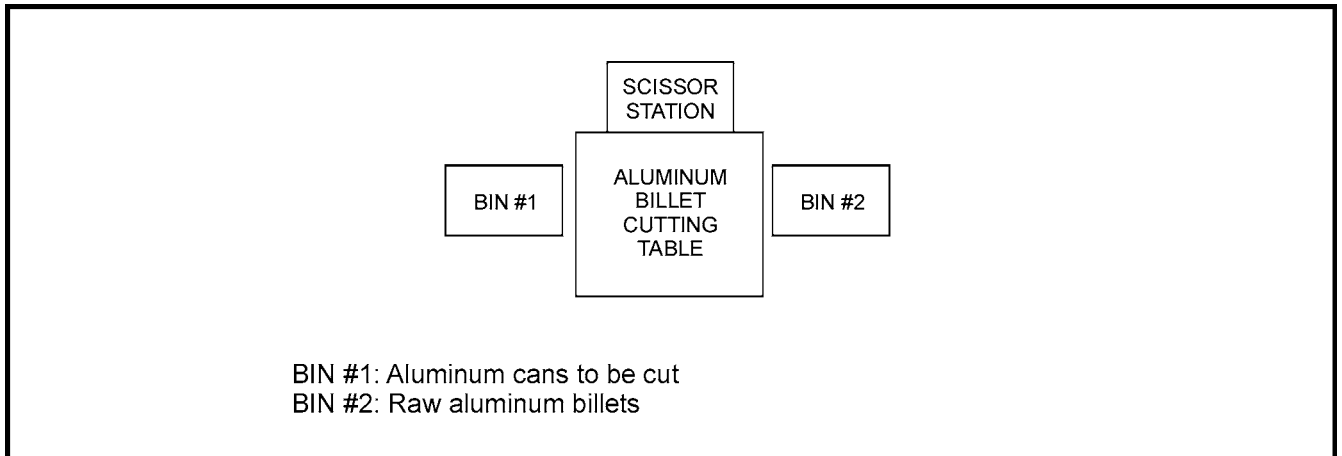 SCISSOR
STATION
BIN #1
ALUMINUM
BILLET
CUTTING
TABLE
BIN #2
BIN #1: Aluminum cans to be cut
BIN #2: Raw aluminum billets